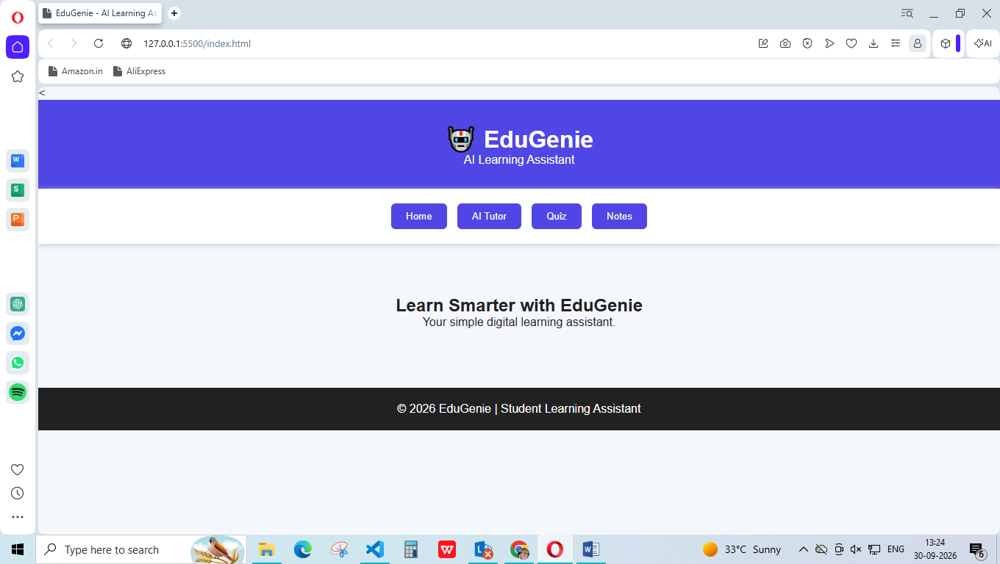 EduGenie - AI Learning As
127.0.0.1:5500/index.html
AI
Amazon.in
AliExpress
<
EduGenie
AI Learning Assistant
Home
AI Tutor
Quiz
Notes
Learn Smarter with EduGenie
Your simple digital learning assistant.
© 2026 EduGenie | Student Learning Assistant
W
S
P
Type here to search
33°C Sunny
ENG
13:24
30-09-2026
6